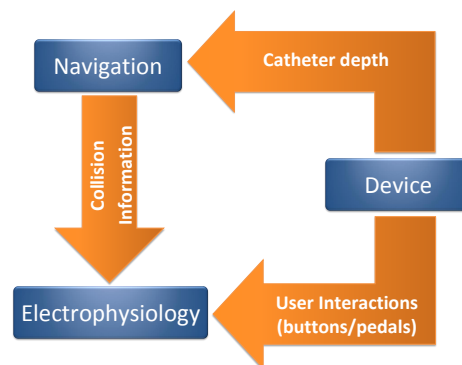 Navigation
Catheter depth
Collision
Information
Device
Electrophysiology
User Interactions
(buttons/pedals)